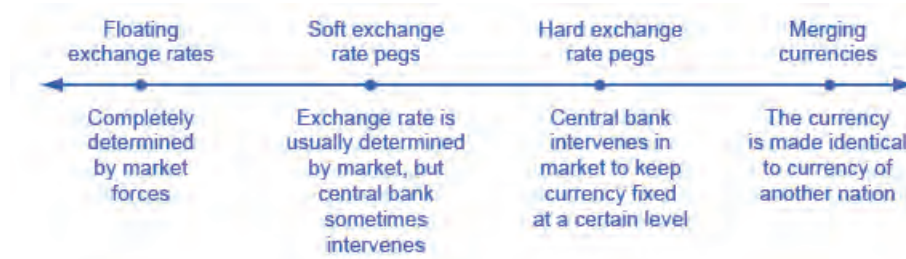 Floating
exchange rates
Soft exchange
rate pegs
Hard exchange
rate pegs
Merging
currencies
Completely
determined
by market
forces
Exchange rate is
usually determined
by market, but
central bank
sometimes
intervenes
Central bank
intervenes in
market to keep
currency fixed
at a certain level
The currency
is made identical
to currency of
another nation